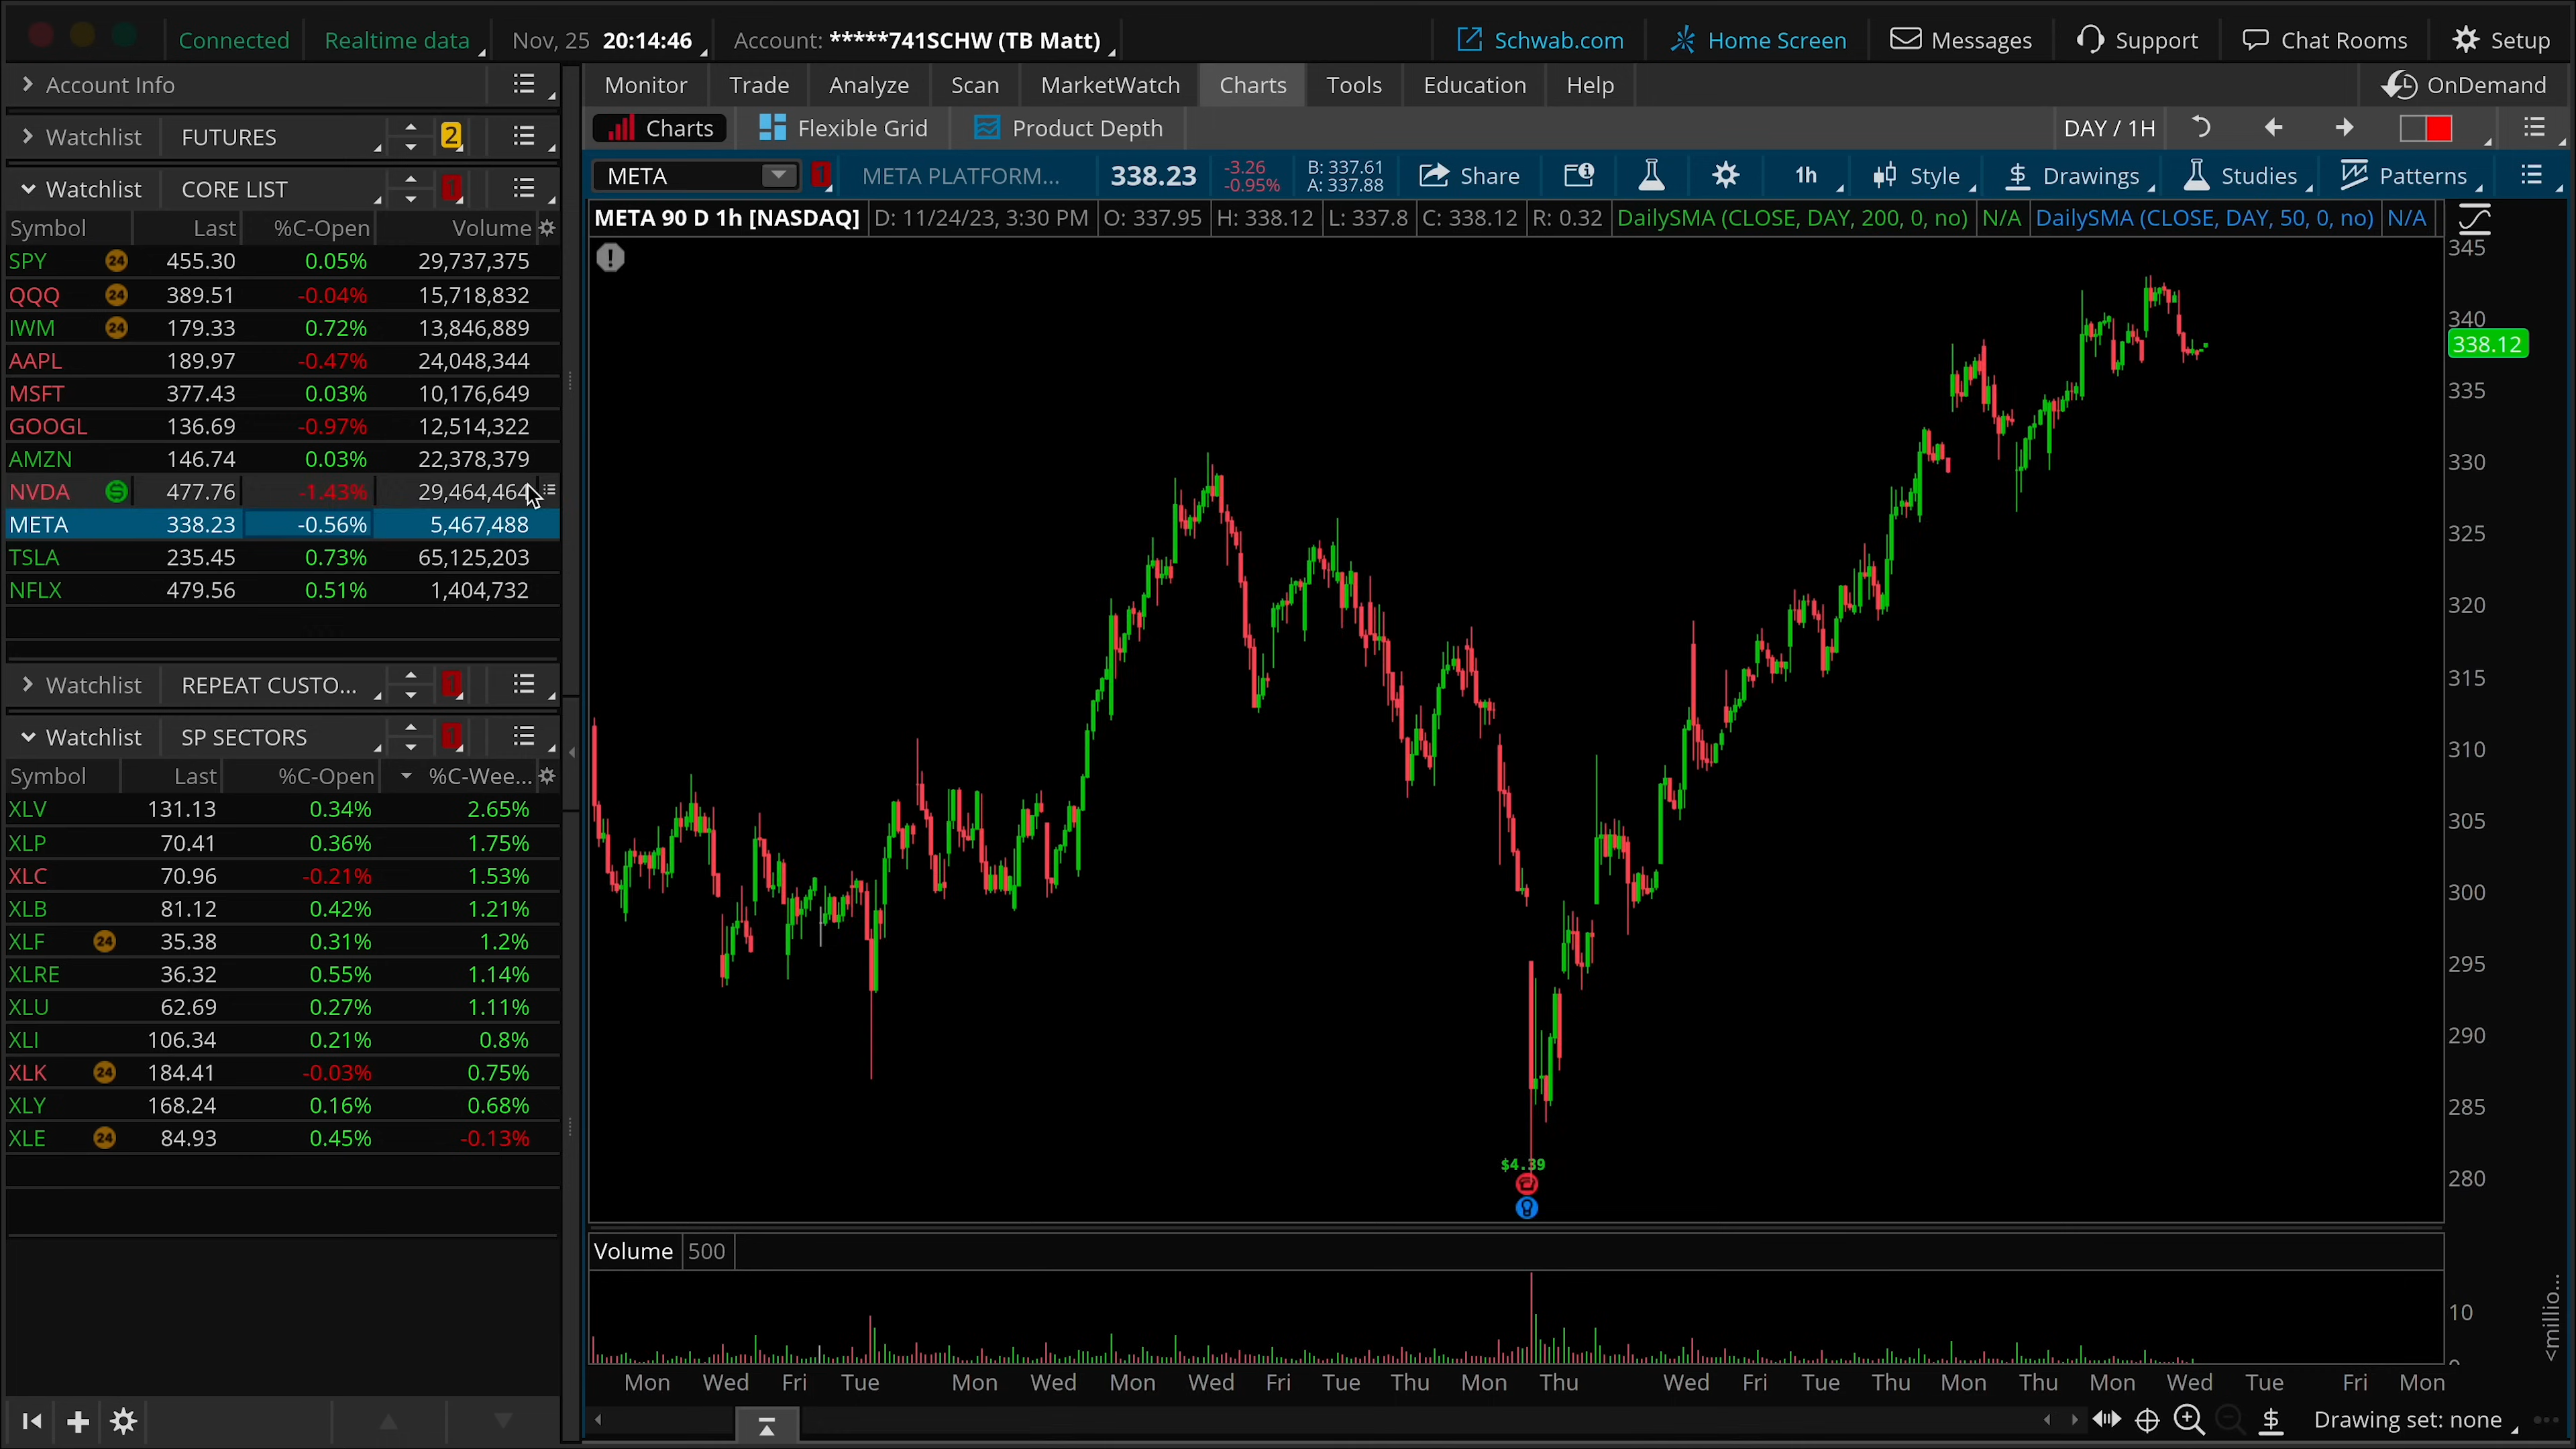 Connected Realtime data Nov, 25 20:14:46 Account: *****741SCHW (TB Matt) Schwab.com Home Screen Messages Support Chat Rooms Setup
Account Info
Monitor Trade Analyze Scan MarketWatch Charts Tools Education Help OnDemand
Watchlist FUTURES 2
Charts Flexible Grid Product Depth DAY / 1H
Watchlist CORE LIST 1
META 1 META PLATFORM... 338.23 -3.26 -0.95% B: 337.61 A: 337.88 Share 1h Style Drawings Studies Patterns
META 90 D 1h [NASDAQ] D: 11/24/23, 3:30 PM O: 337.95 H: 338.12 L: 337.8 C: 338.12 R: 0.32 DailySMA (CLOSE, DAY, 200, 0, no) N/A DailySMA (CLOSE, DAY, 50, 0, no) N/A
Symbol Last %C-Open Volume
SPY 24 455.30 0.05% 29,737,375
QQQ 24 389.51 -0.04% 15,718,832
IWM 24 179.33 0.72% 13,846,889
AAPL 189.97 -0.47% 24,048,344
MSFT 377.43 0.03% 10,176,649
GOOGL 136.69 -0.97% 12,514,322
AMZN 146.74 0.03% 22,378,379
NVDA 477.76 -1.43% 29,464,464
META 338.23 -0.56% 5,467,488
TSLA 235.45 0.73% 65,125,203
NFLX 479.56 0.51% 1,404,732
Watchlist REPEAT CUSTO... 1
Watchlist SP SECTORS 1
Symbol Last %C-Open %C-Wee...
XLV 131.13 0.34% 2.65%
XLP 70.41 0.36% 1.75%
XLC 70.96 -0.21% 1.53%
XLB 81.12 0.42% 1.21%
XLF 24 35.38 0.31% 1.2%
XLRE 36.32 0.55% 1.14%
XLU 62.69 0.27% 1.11%
XLI 106.34 0.21% 0.8%
XLK 24 184.41 -0.03% 0.75%
XLY 168.24 0.16% 0.68%
XLE 24 84.93 0.45% -0.13%
345
340
338.12
335
330
325
320
315
310
305
300
295
290
285
280
$4.39
Volume 500
10
0
<millio...
Mon Wed Fri Tue Mon Wed Mon Wed Fri Tue Thu Mon Thu Wed Fri Tue Thu Mon Thu Mon Wed Tue Fri Mon
Drawing set: none